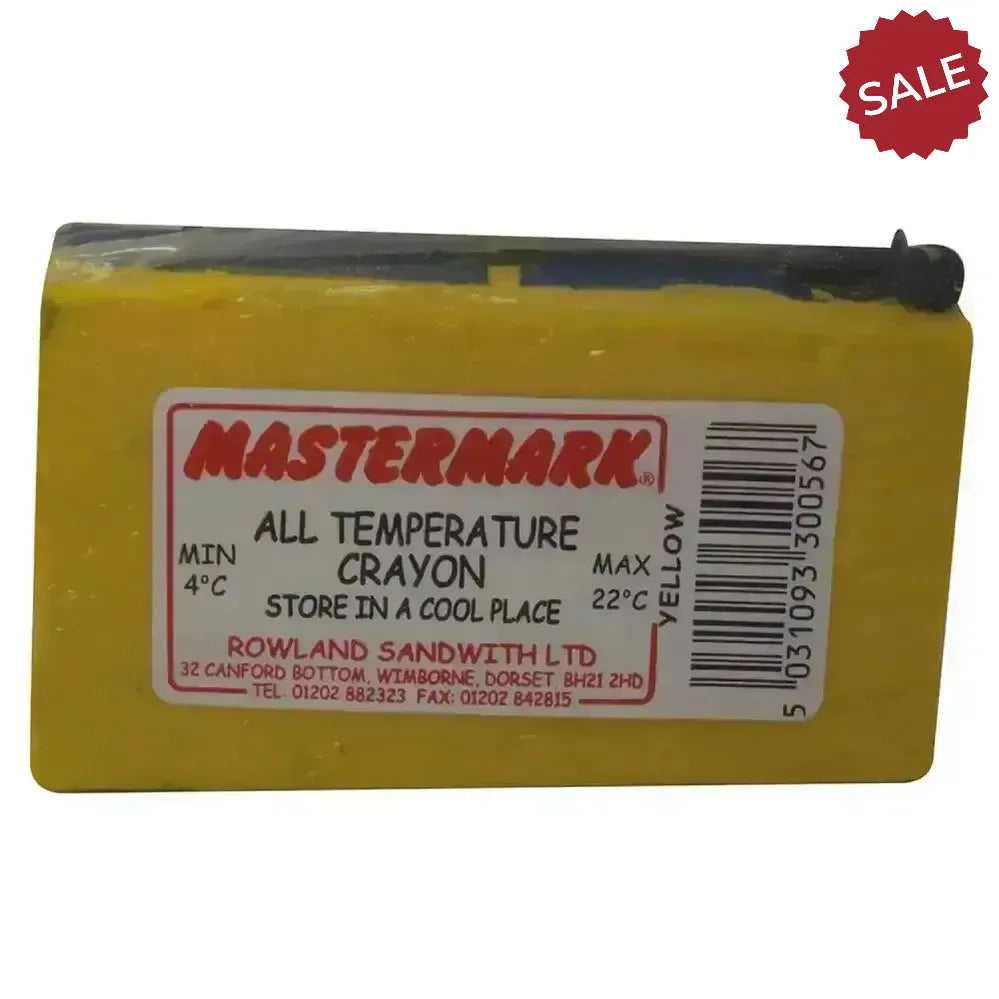 SALE
MASTERMARK®
ALL TEMPERATURE
CRAYON
MIN
4°C
MAX
22°C
STORE IN A COOL PLACE
ROWLAND SANDWITH LTD
32 CANFORD BOTTOM, WIMBORNE, DORSET, BH21 2HD
TEL. 01202 882323 FAX: 01202 842815
YELLOW
5 031093 300567